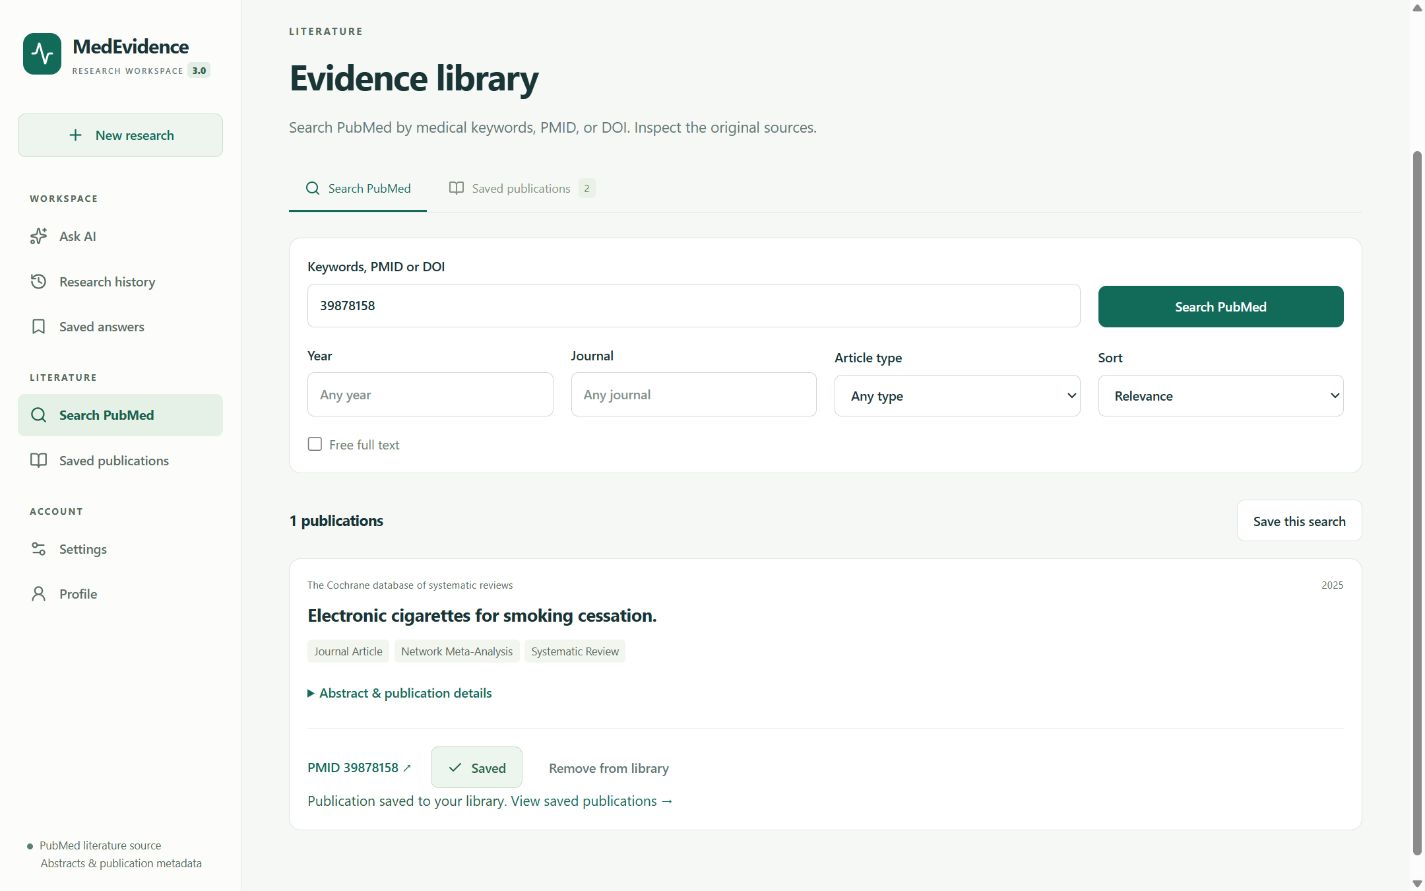 MedEvidence
RESEARCH WORKSPACE 3.0
New research
WORKSPACE
Ask AI
Research history
Saved answers
LITERATURE
Search PubMed
Saved publications
ACCOUNT
Settings
Profile
PubMed literature source
Abstracts & publication metadata
LITERATURE
Evidence library
Search PubMed by medical keywords, PMID, or DOI. Inspect the original sources.
Search PubMed
Saved publications 2
Keywords, PMID or DOI
39878158
Search PubMed
Year
Journal
Article type
Sort
Any year
Any journal
Any type
Relevance
Free full text
1 publications
Save this search
The Cochrane database of systematic reviews
2025
Electronic cigarettes for smoking cessation.
Journal Article
Network Meta-Analysis
Systematic Review
▶ Abstract & publication details
PMID 39878158 ↗
✓ Saved
Remove from library
Publication saved to your library. View saved publications →